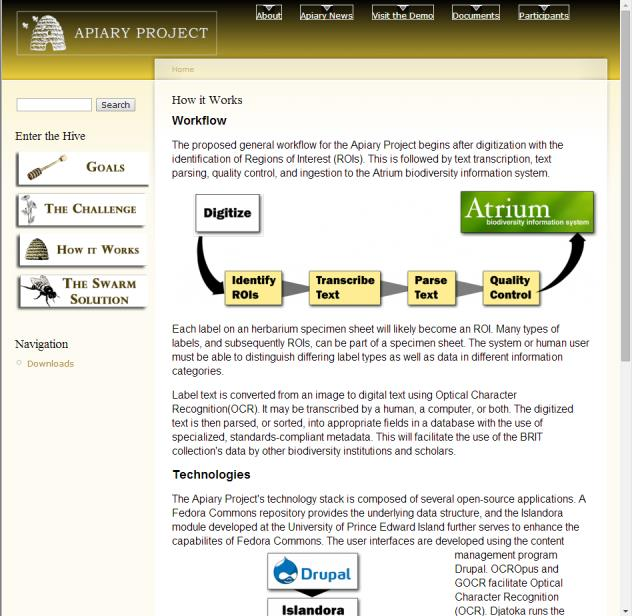 About
Apiary News
Visit the Demo
Documents
Participants
APIARY PROJECT
Home
Search
Enter the Hive
GOALS
THE CHALLENGE
HOW IT WORKS
THE SWARM
SOLUTION
Navigation
Downloads
How it Works
Workflow
The proposed general workflow for the Apiary Project begins after digitization with the
identification of Regions of Interest (ROIs). This is followed by text transcription, text
parsing, quality control, and ingestion to the Atrium biodiversity information system.
Digitize
Atrium
biodiversity information system
Identify
ROIs
Transcribe
Text
Parse
Text
Quality
Control
Each label on an herbarium specimen sheet will likely become an ROI. Many types of
labels, and subsequently ROIs, can be part of a specimen sheet. The system or human user
must be able to distinguish differing label types as well as data in different information
categories.
Label text is converted from an image to digital text using Optical Character
Recognition(OCR). It may be transcribed by a human, a computer, or both. The digitized
text is then parsed, or sorted, into appropriate fields in a database with the use of
specialized, standards-compliant metadata. This will facilitate the use of the BRIT
collection's data by other biodiversity institutions and scholars.
Technologies
The Apiary Project's technology stack is composed of several open-source applications. A
Fedora Commons repository provides the underlying data structure, and the Islandora
module developed at the University of Prince Edward Island further serves to enhance the
capabilites of Fedora Commons. The user interfaces are developed using the content
management program
Drupal. OCROpus and
GOCR facilitate Optical
Character Recognition
(OCR). Djatoka runs the
Drupal
Islandora